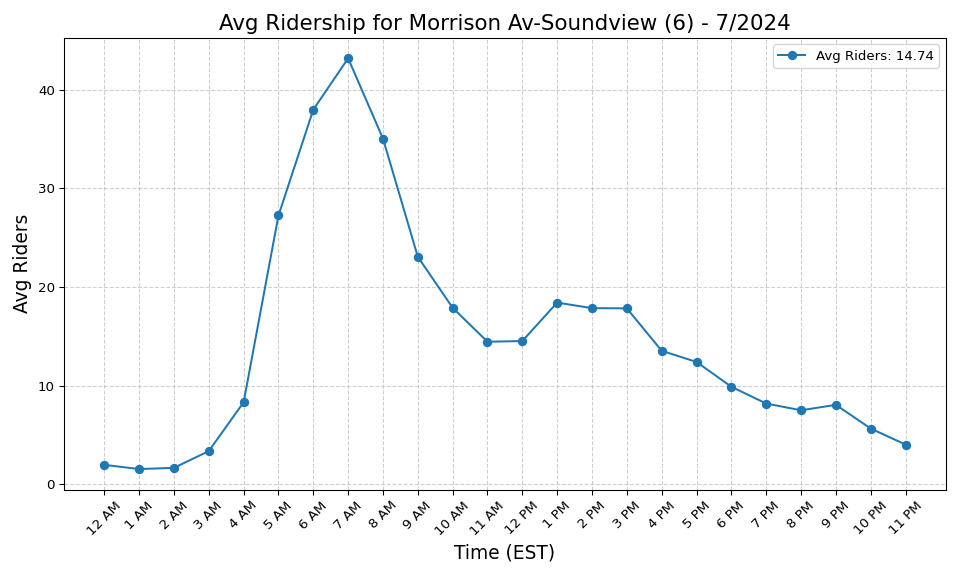 Avg Ridership for Morrison Av-Soundview (6) - 7/2024
Avg Riders: 14.74
Avg Riders
40
30
20
10
0
12 AM
1 AM
2 AM
3 AM
4 AM
5 AM
6 AM
7 AM
8 AM
9 AM
10 AM
11 AM
12 PM
1 PM
2 PM
3 PM
4 PM
5 PM
6 PM
7 PM
8 PM
9 PM
10 PM
11 PM
Time (EST)